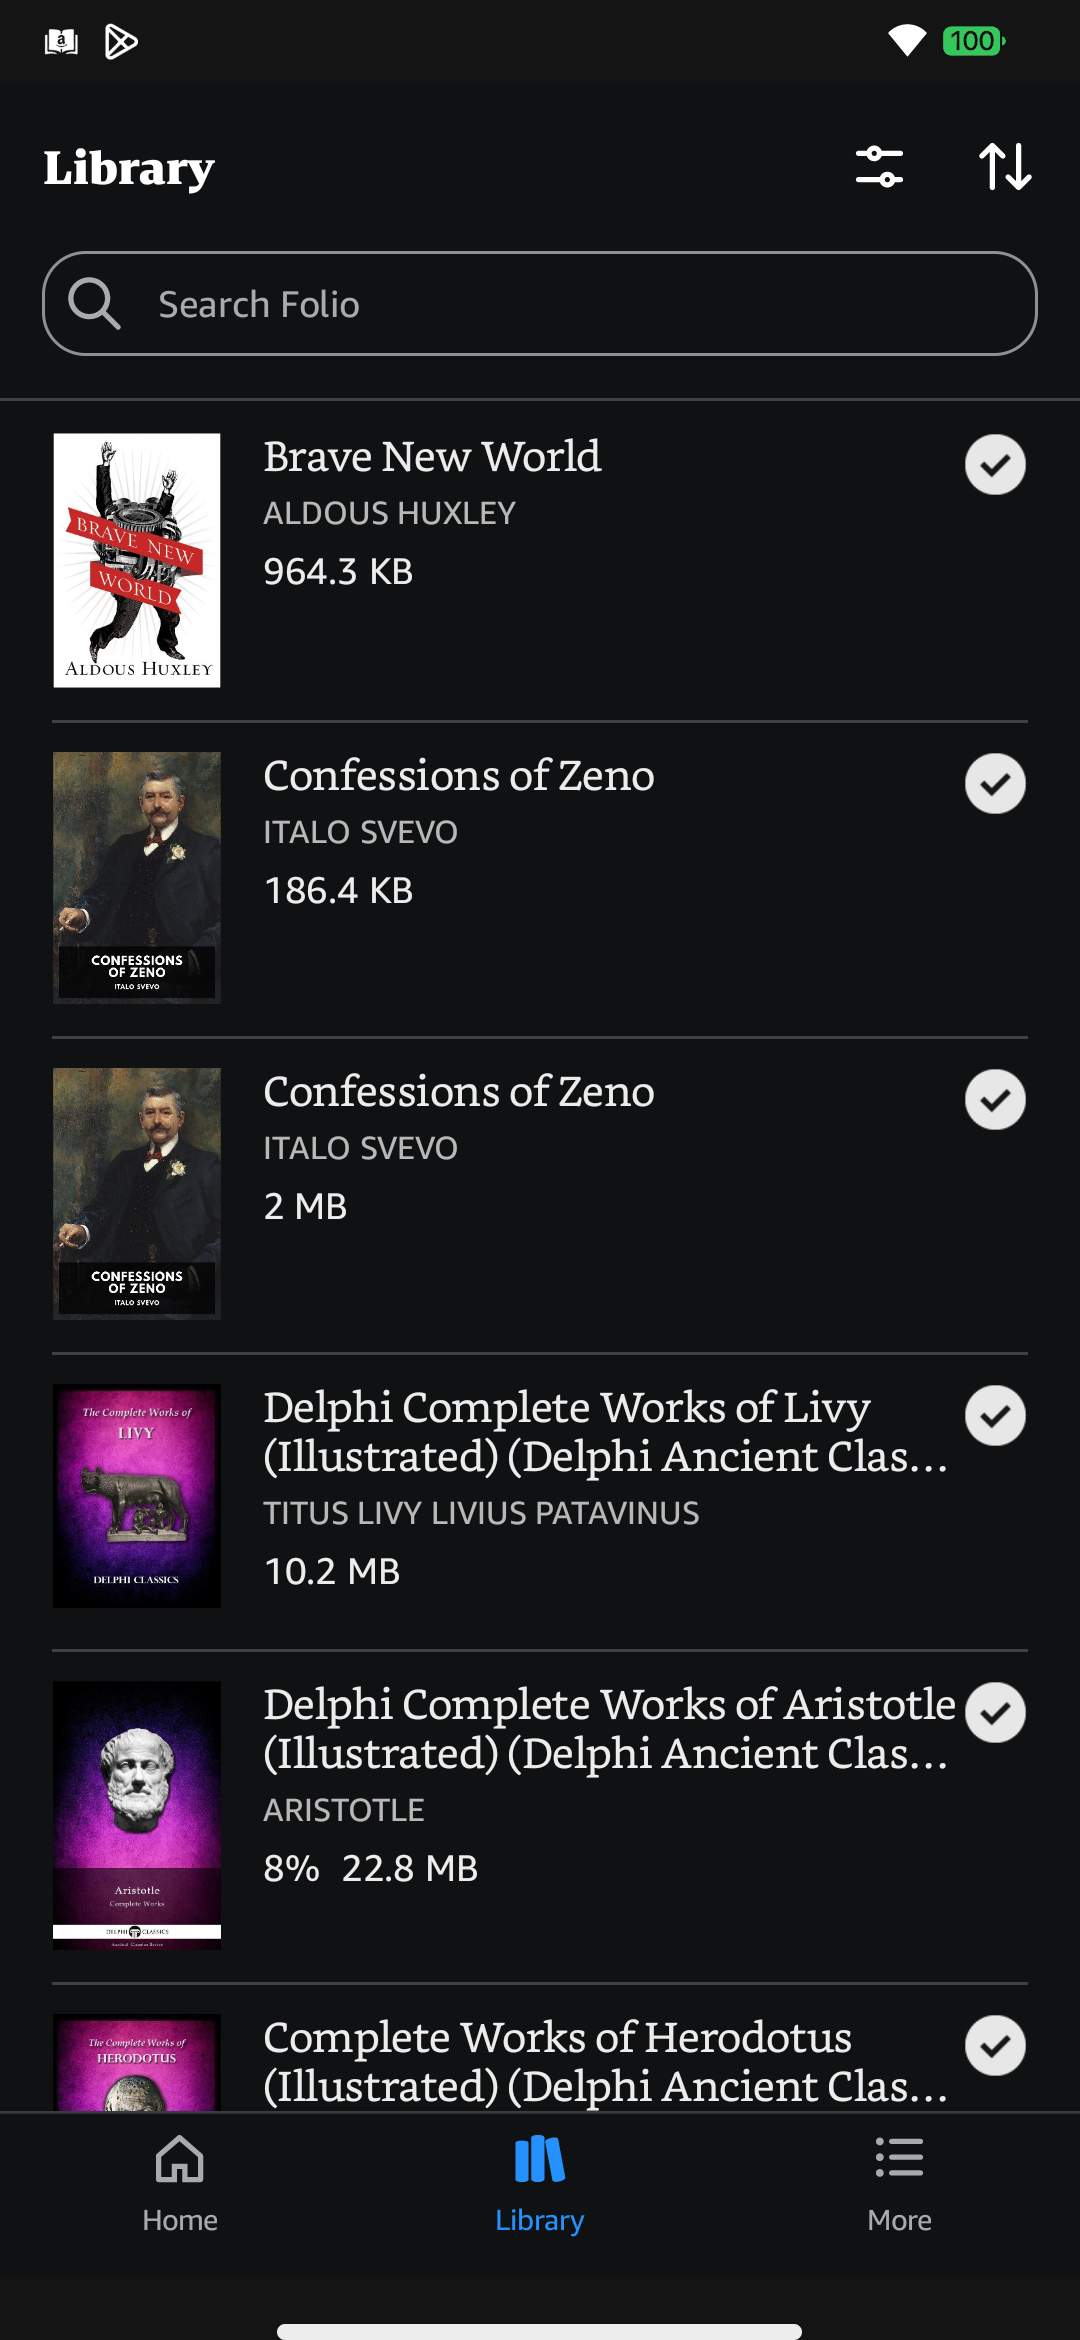 100
Library
Search Folio
BRAVE NEW
WORLD
ALDOUS HUXLEY
Brave New World
ALDOUS HUXLEY
964.3 KB
CONFESSIONS
OF ZENO
ITALO SVEVO
Confessions of Zeno
ITALO SVEVO
186.4 KB
CONFESSIONS
OF ZENO
ITALO SVEVO
Confessions of Zeno
ITALO SVEVO
2 MB
The Complete Works of
LIVY
DELPHI CLASSICS
Delphi Complete Works of Livy
(Illustrated) (Delphi Ancient Clas...
TITUS LIVY LIVIUS PATAVINUS
10.2 MB
Aristotle
Complete Works
DELPHI CLASSICS
Delphi Complete Works of Aristotle
(Illustrated) (Delphi Ancient Clas...
ARISTOTLE
8% 22.8 MB
The Complete Works of
HERODOTUS
Complete Works of Herodotus
(Illustrated) (Delphi Ancient Clas...
Home
Library
More